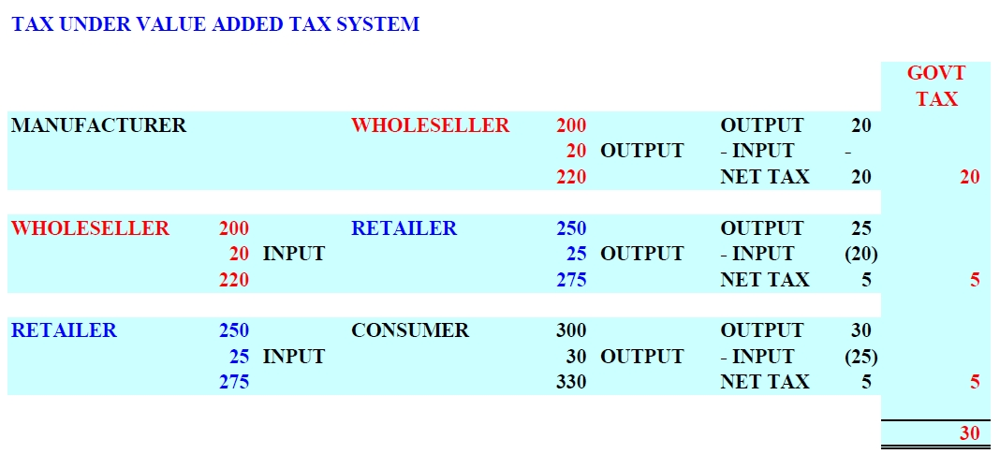 TAX UNDER VALUE ADDED TAX SYSTEM
GOVT
TAX
MANUFACTURER WHOLESELLER 200 OUTPUT 20
20 OUTPUT - INPUT -
220 NET TAX 20 20
WHOLESELLER 200 RETAILER 250 OUTPUT 25
20 INPUT 25 OUTPUT - INPUT (20)
220 275 NET TAX 5 5
RETAILER 250 CONSUMER 300 OUTPUT 30
25 INPUT 30 OUTPUT - INPUT (25)
275 330 NET TAX 5 5
30